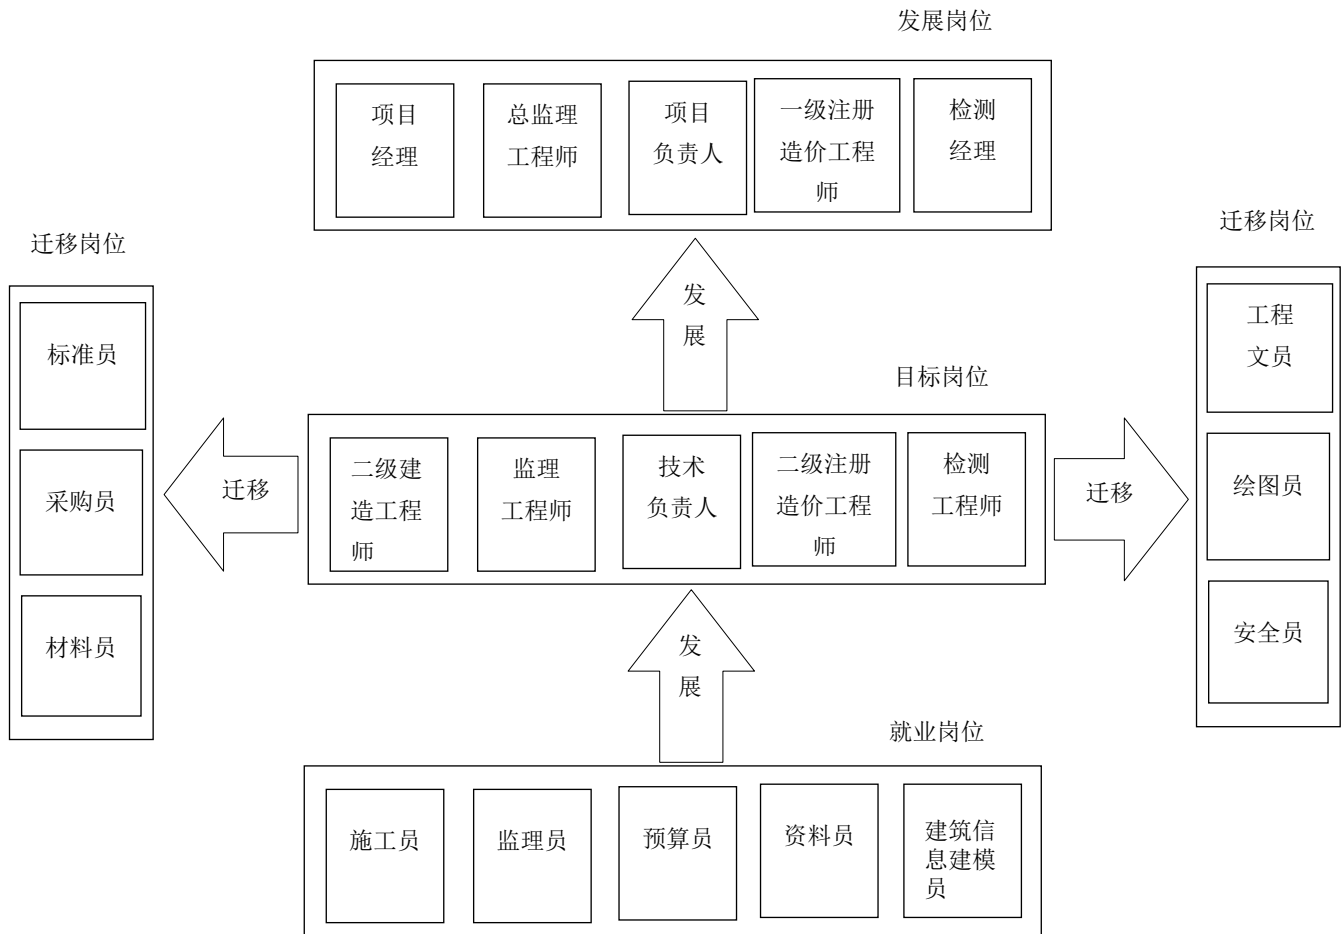 发展岗位
项目
经理
总监理
工程师
项目
负责人
一级注册
造价工程
师
检测
经理
迁移岗位
标准员
采购员
材料员
发
展
迁移岗位
工程
文员
绘图员
安全员
目标岗位
迁移
二级建
造工程
师
监理
工程师
技术
负责人
二级注册
造价工程
师
检测
工程师
迁移
发
展
就业岗位
施工员
监理员
预算员
资料员
建筑信
息建模
员